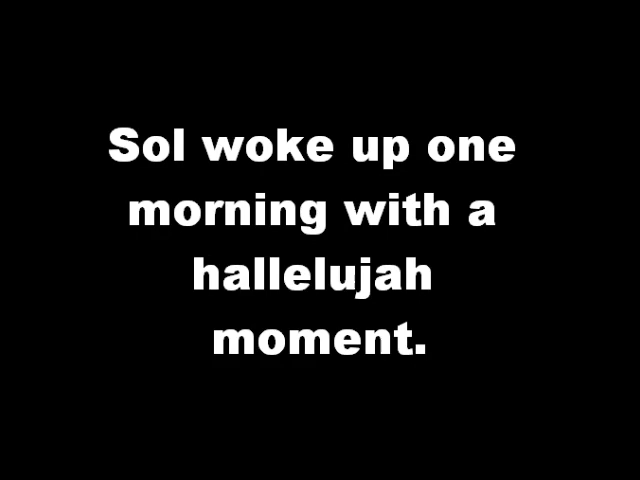 Sol woke up one
morning with a
hallelujah
moment.